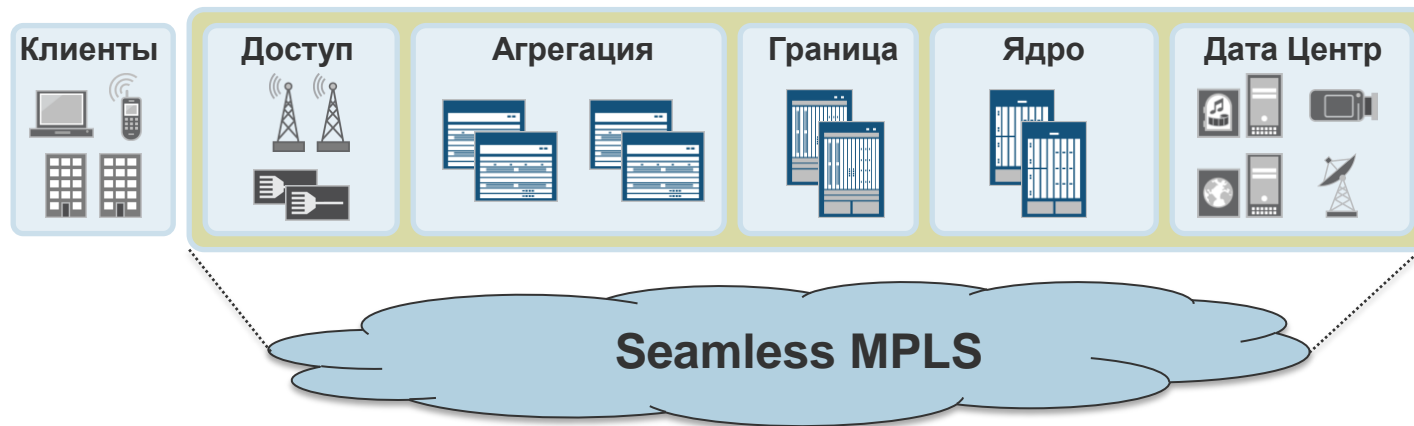 Клиенты
Доступ
Агрегация
Граница
Ядро
Дата Центр
Seamless MPLS